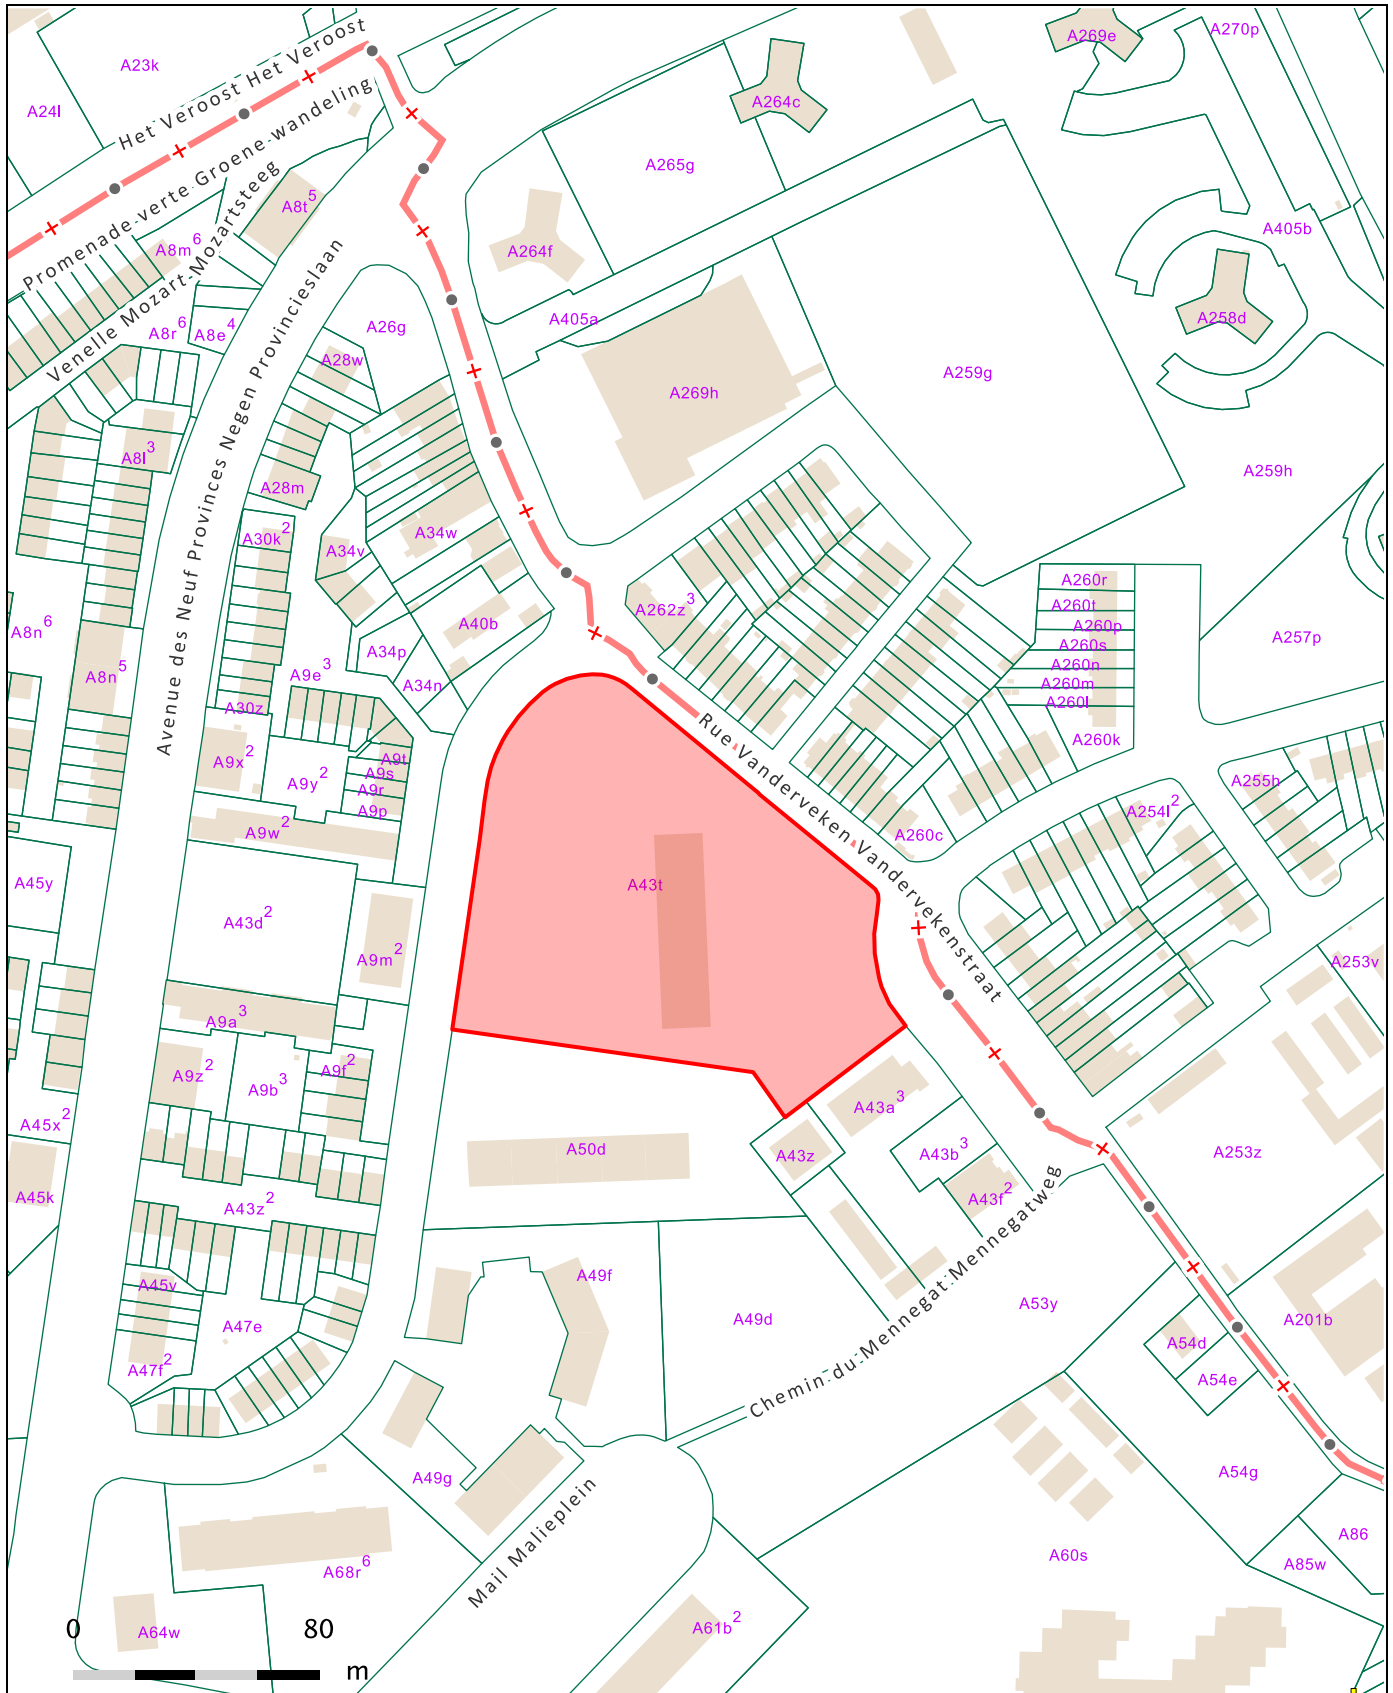 A23k
A24l
Het Veroost Het Veroost
Promenade verte Groene wandeling
Venelle Mozart Mozartsteeg
A8t5
A8m6
A8r6
A8e4
A26g
A28w
A264c
A265g
A264f
A405a
A269h
A269e
A270p
A405b
A258d
A259g
A259h
A257p
A8l3
A28m
A30k2
A34v
A34w
A40b
A34p
A34n
A262z3
A260r
A260t
A260p
A260s
A260n
A260m
A260l
A260k
A8n6
A8n5
A9e3
A30z
A9x2
A9y2
A9t
A9s
A9r
A9p
A9w2
Avenue des Neuf Provinces Negen Provincieslaan
Rue Vanderveken Vandervekenstraat
A260c
A254l2
A255h
A45y
A43d2
A9m2
A43t
A253v
A9a3
A9z2
A9b3
A9f2
A45x2
A45k
A43z2
A50d
A43a3
A43z
A43b3
A43f2
A253z
A45v
A47e
A47f2
A49f
A49d
A53y
A54d
A54e
A201b
Chemin du Mennegat Mennegatweg
A49g
A54g
Mail Malieplein
A68r6
A64w
A61b2
A60s
A86
A85w
0 80
m